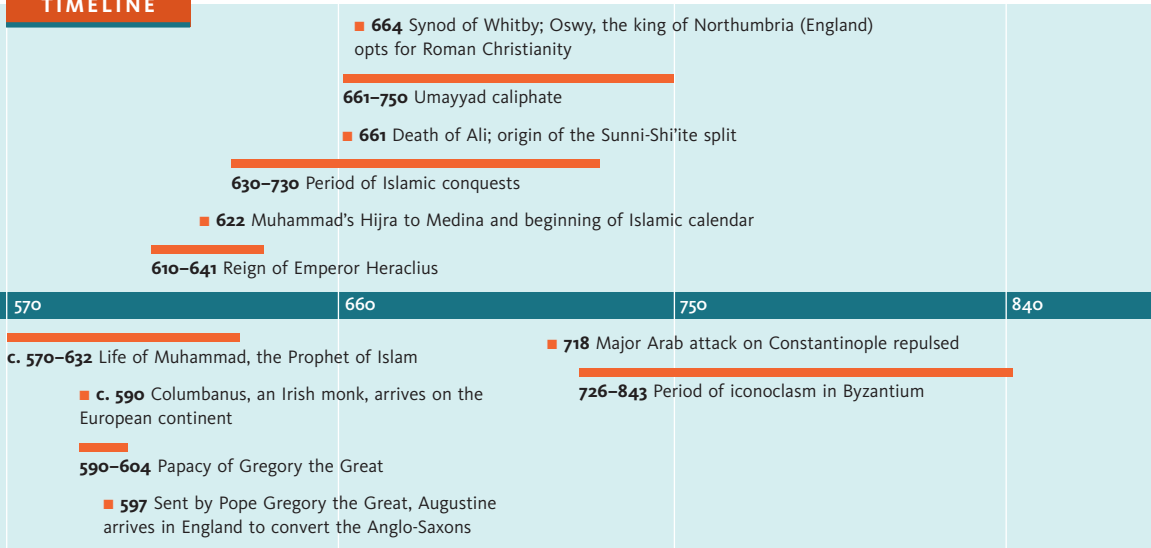 TIMELINE
664 Synod of Whitby; Oswy, the king of Northumbria (England)
opts for Roman Christianity
661–750 Umayyad caliphate
661 Death of Ali; origin of the Sunni-Shi'ite split
630–730 Period of Islamic conquests
622 Muhammad's Hijra to Medina and beginning of Islamic calendar
610–641 Reign of Emperor Heraclius
570 660 750 840
c. 570–632 Life of Muhammad, the Prophet of Islam
c. 590 Columbanus, an Irish monk, arrives on the
European continent
590–604 Papacy of Gregory the Great
597 Sent by Pope Gregory the Great, Augustine
arrives in England to convert the Anglo-Saxons
718 Major Arab attack on Constantinople repulsed
726–843 Period of iconoclasm in Byzantium